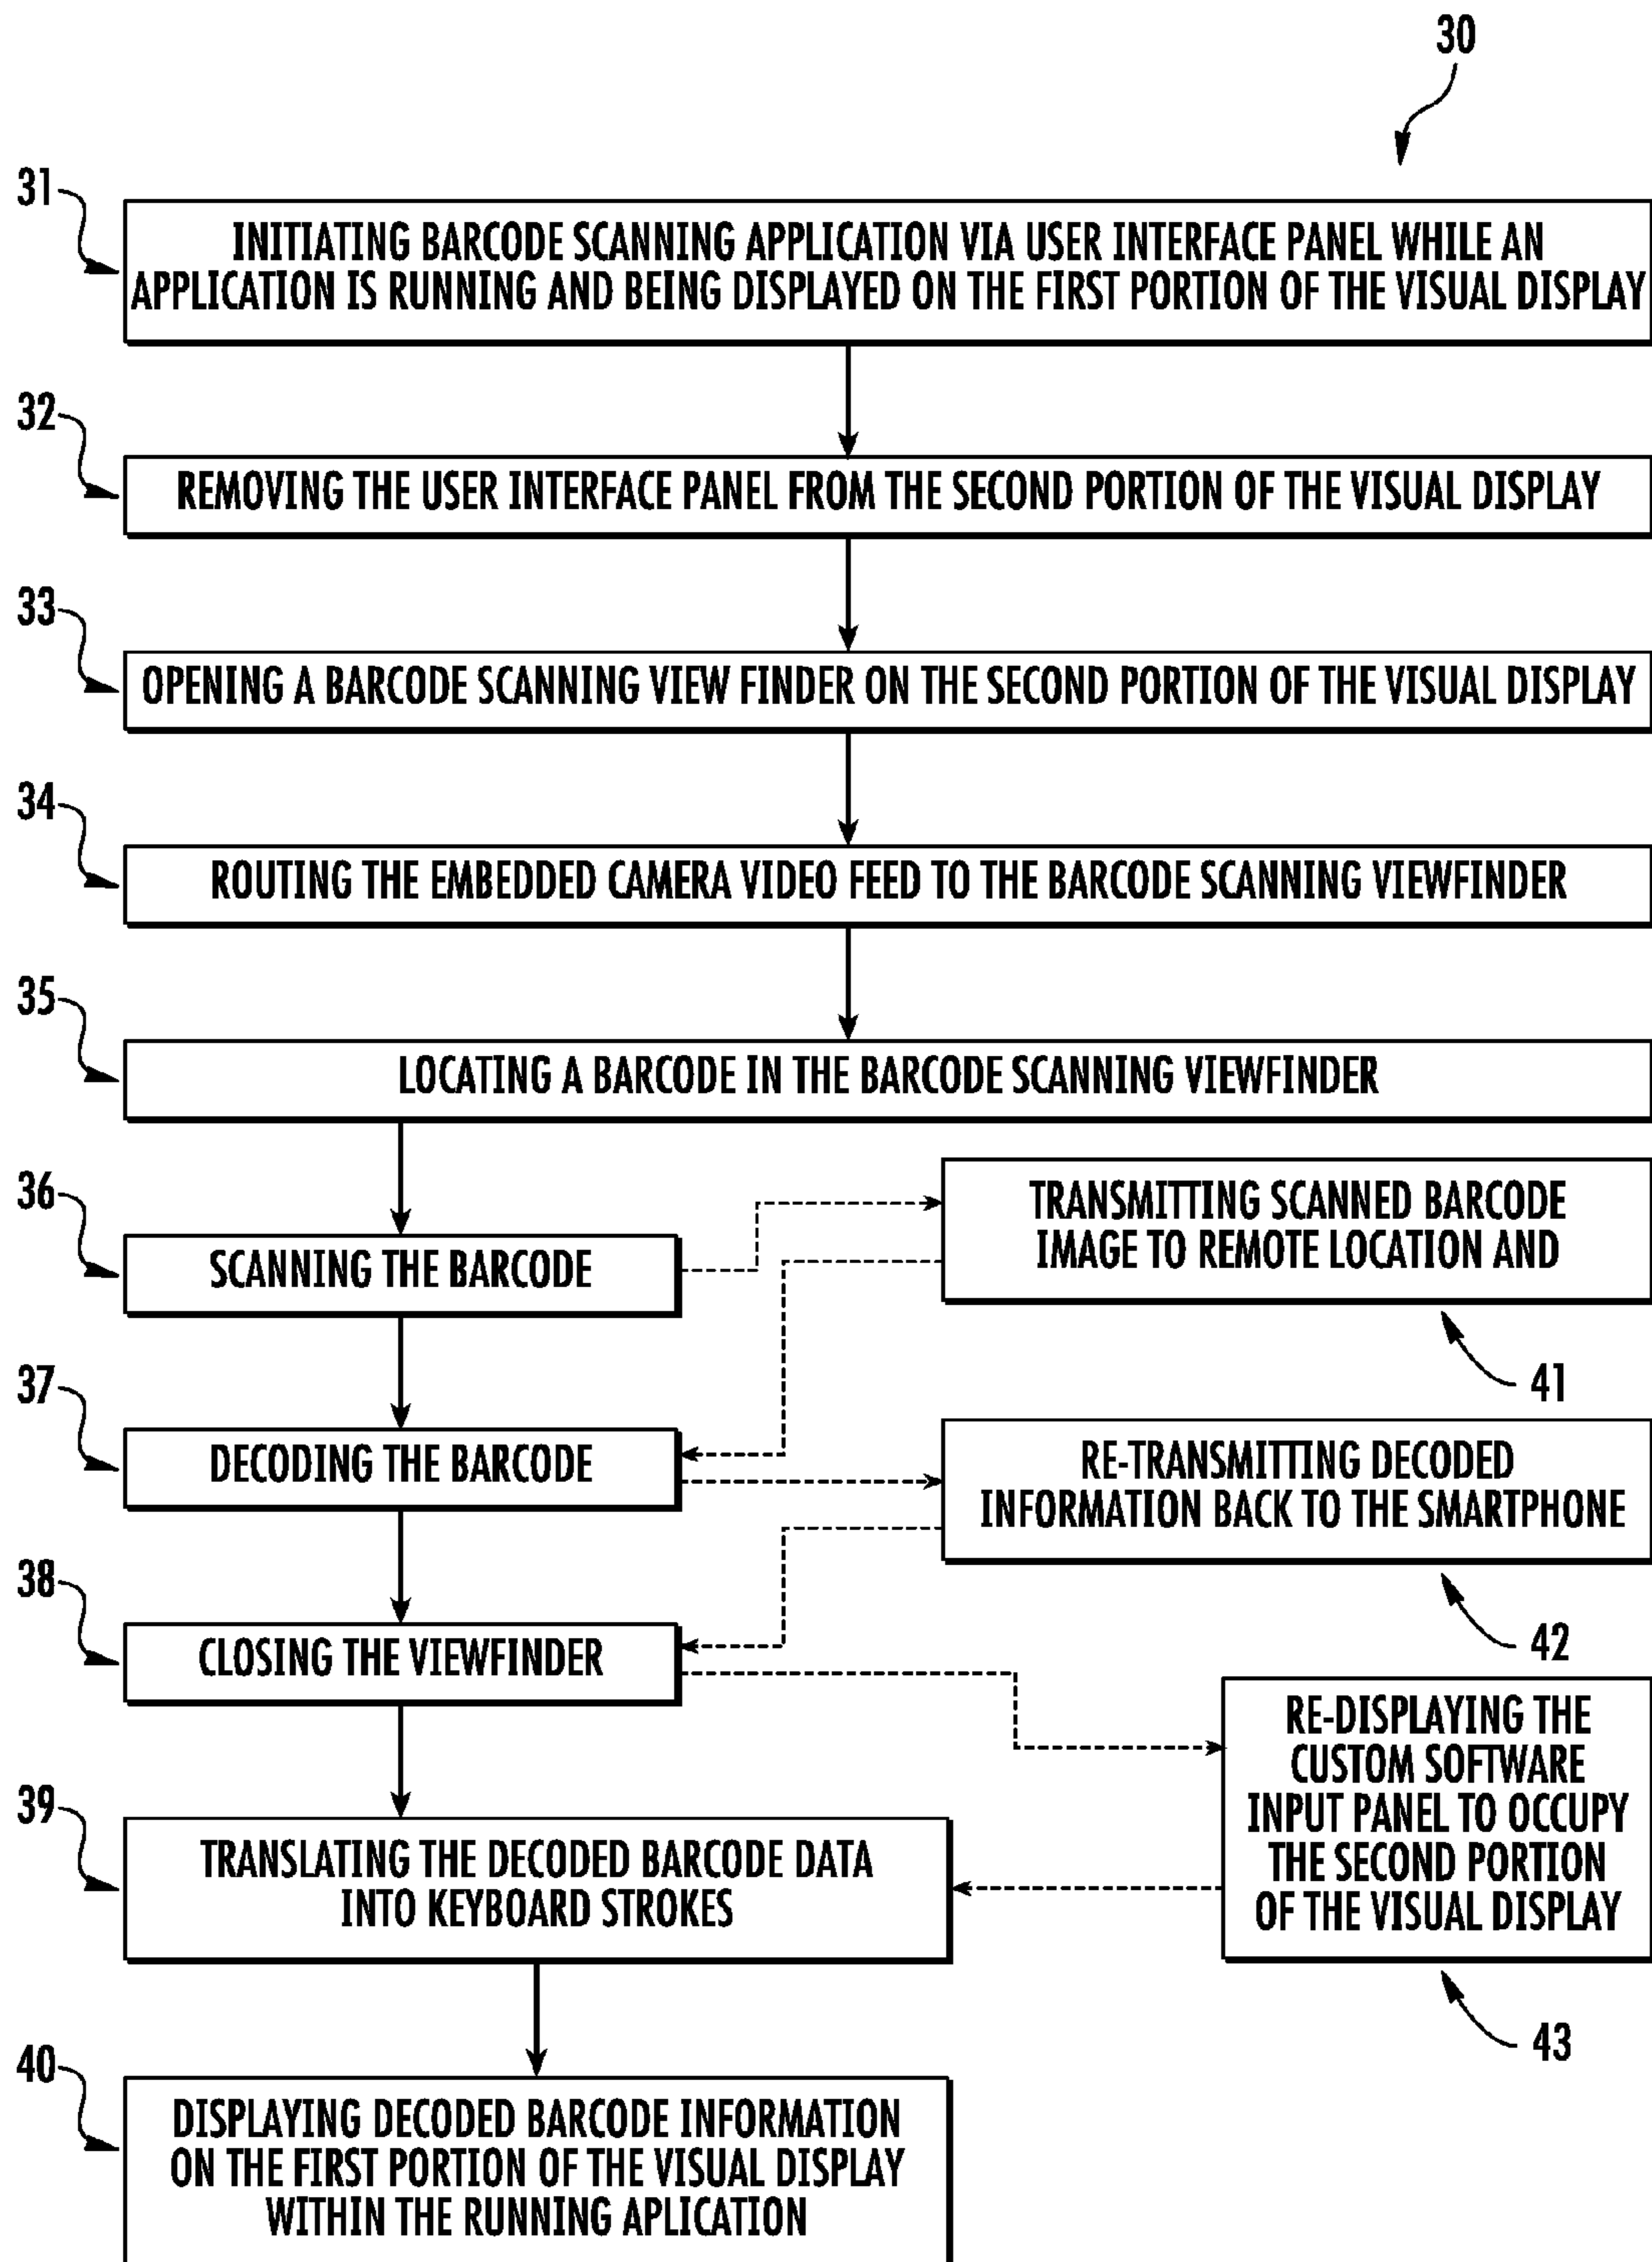 30
31
INITIATING BARCODE SCANNING APPLICATION VIA USER INTERFACE PANEL WHILE AN
APPLICATION IS RUNNING AND BEING DISPLAYED ON THE FIRST PORTION OF THE VISUAL DISPLAY
32
REMOVING THE USER INTERFACE PANEL FROM THE SECOND PORTION OF THE VISUAL DISPLAY
33
OPENING A BARCODE SCANNING VIEW FINDER ON THE SECOND PORTION OF THE VISUAL DISPLAY
34
ROUTING THE EMBEDDED CAMERA VIDEO FEED TO THE BARCODE SCANNING VIEWFINDER
35
LOCATING A BARCODE IN THE BARCODE SCANNING VIEWFINDER
36
SCANNING THE BARCODE
TRANSMITTING SCANNED BARCODE
IMAGE TO REMOTE LOCATION AND
41
37
DECODING THE BARCODE
RE-TRANSMITTING DECODED
INFORMATION BACK TO THE SMARTPHONE
42
38
CLOSING THE VIEWFINDER
RE-DISPLAYING THE
CUSTOM SOFTWARE
INPUT PANEL TO OCCUPY
THE SECOND PORTION
OF THE VISUAL DISPLAY
43
39
TRANSLATING THE DECODED BARCODE DATA
INTO KEYBOARD STROKES
40
DISPLAYING DECODED BARCODE INFORMATION
ON THE FIRST PORTION OF THE VISUAL DISPLAY
WITHIN THE RUNNING APLICATION